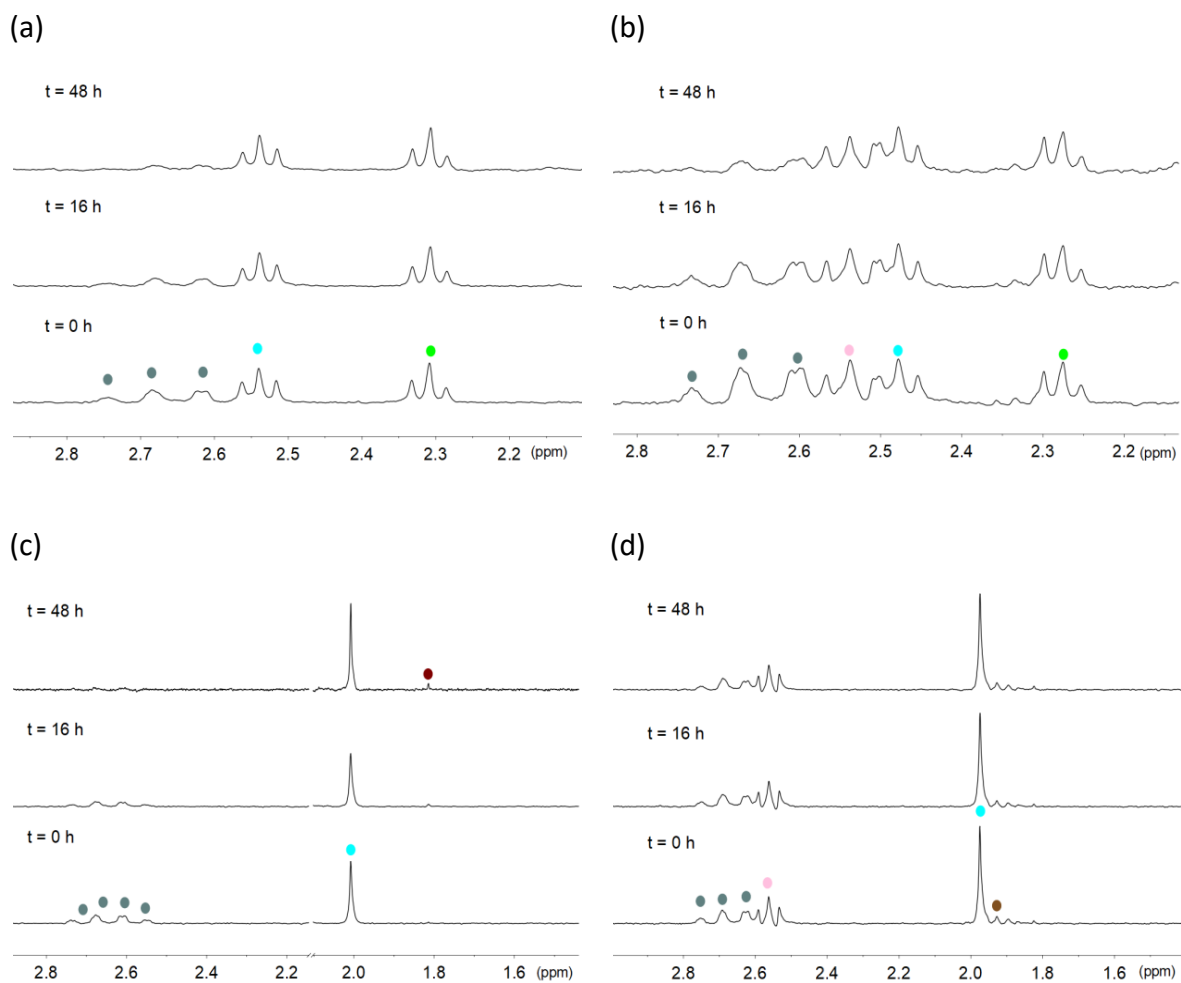 (a)
t = 48 h
t = 16 h
t = 0 h
2.8 2.7 2.6 2.5 2.4 2.3 2.2 (ppm)
(b)
t = 48 h
t = 16 h
t = 0 h
2.8 2.7 2.6 2.5 2.4 2.3 2.2 (ppm)
(c)
t = 48 h
t = 16 h
t = 0 h
2.8 2.6 2.4 2.2 2.0 1.8 1.6 (ppm)
(d)
t = 48 h
t = 16 h
t = 0 h
2.8 2.6 2.4 2.2 2.0 1.8 1.6 (ppm)